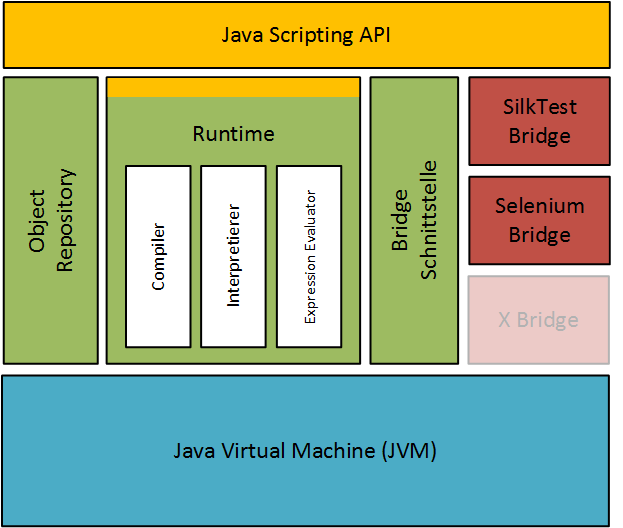 Java Scripting API
Object
Repository
Runtime
Compiler
Interpretierer
Expression Evaluator
Bridge
Schnittstelle
SilkTest
Bridge
Selenium
Bridge
X Bridge
Java Virtual Machine (JVM)